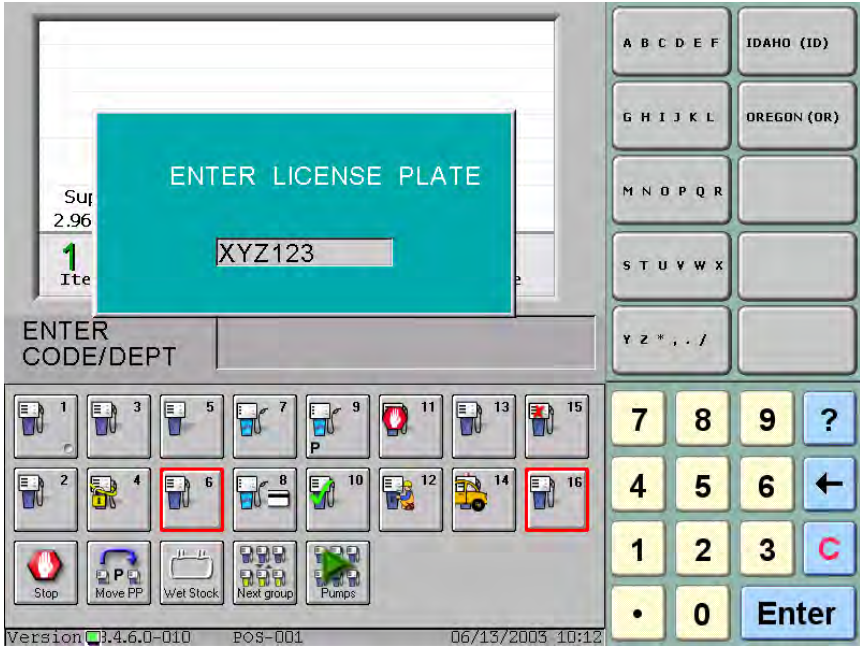 A B C D E F
IDAHO (ID)
G H I J K L
OREGON (OR)
M N O P Q R
S T U V W X
Y Z * , . /
ENTER LICENSE PLATE
XYZ123
Sup
2.96
1
Ite
ENTER
CODE/DEPT
1 3 5 7 9 11 13 15
P
2 4 6 8 10 12 14 16
P
Stop Move PP Wet Stock Next group Pumps
7 8 9 ?
4 5 6 ←
1 2 3 C
• 0 Enter
Version 3.4.6.0-010 POS-001 06/13/2003 10:12